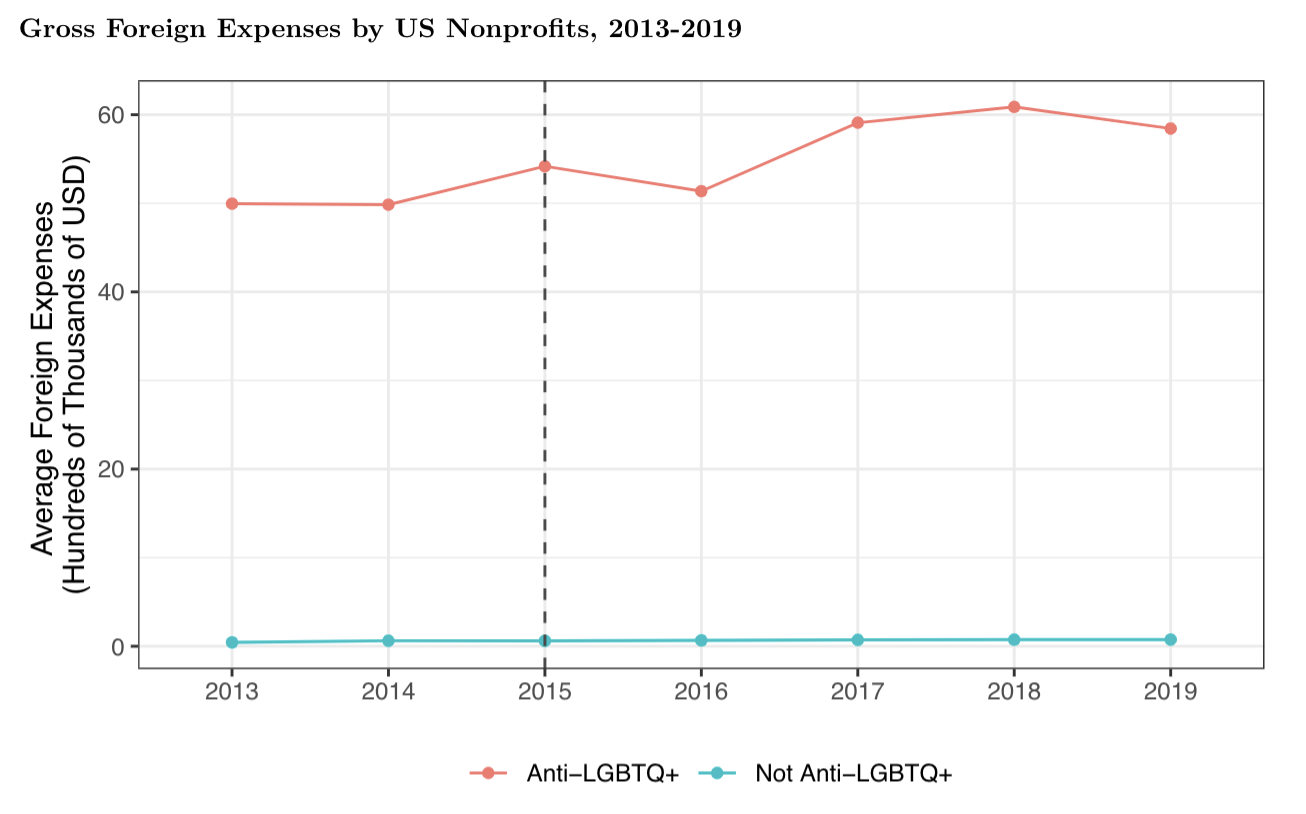 Gross Foreign Expenses by US Nonprofits, 2013-2019
Average Foreign Expenses
(Hundreds of Thousands of USD)
60
40
20
0
2013 2014 2015 2016 2017 2018 2019
Anti−LGBTQ+ Not Anti−LGBTQ+